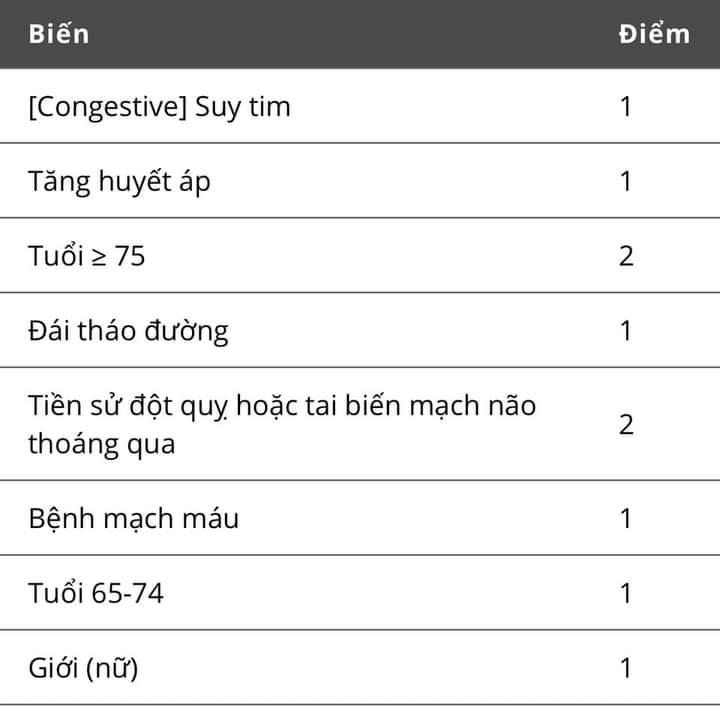 Biến Điểm
[Congestive] Suy tim 1
Tăng huyết áp 1
Tuổi ≥ 75 2
Đái tháo đường 1
Tiền sử đột quỵ hoặc tai biến mạch não
thoáng qua 2
Bệnh mạch máu 1
Tuổi 65-74 1
Giới (nữ) 1